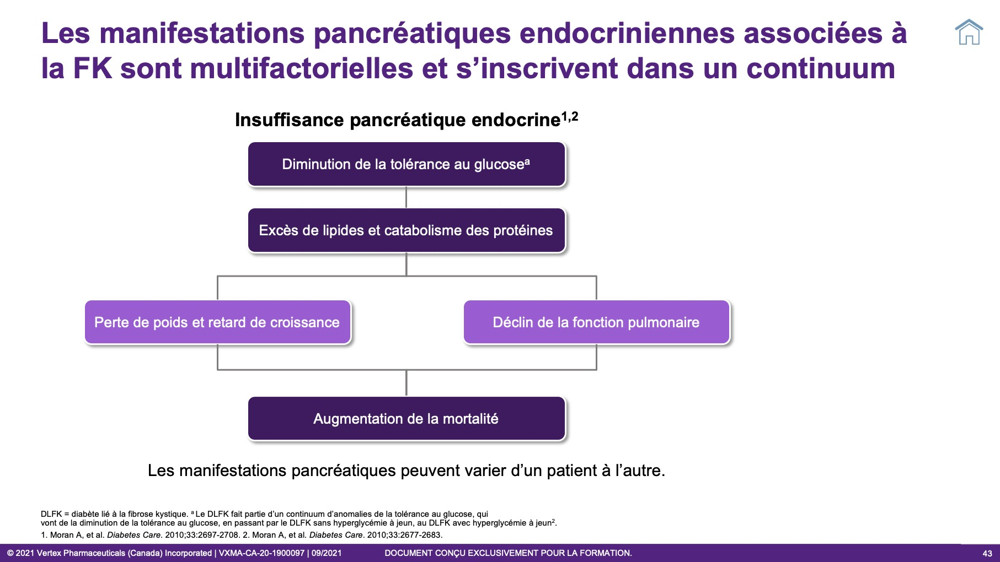 Les manifestations pancréatiques endocriniennes associées à
la FK sont multifactorielles et s’inscrivent dans un continuum
Insuffisance pancréatique endocrine1,2
Diminution de la tolérance au glucosea
Excès de lipides et catabolisme des protéines
Perte de poids et retard de croissance
Déclin de la fonction pulmonaire
Augmentation de la mortalité
Les manifestations pancréatiques peuvent varier d’un patient à l’autre.
DLFK = diabète lié à la fibrose kystique. a Le DLFK fait partie d’un continuum d’anomalies de la tolérance au glucose, qui
vont de la diminution de la tolérance au glucose, en passant par le DLFK sans hyperglycémie à jeun, au DLFK avec hyperglycémie à jeun2.
1. Moran A, et al. Diabetes Care. 2010;33:2697-2708. 2. Moran A, et al. Diabetes Care. 2010;33:2677-2683.
© 2021 Vertex Pharmaceuticals (Canada) Incorporated | VXMA-CA-20-1900097 | 09/2021
DOCUMENT CONÇU EXCLUSIVEMENT POUR LA FORMATION.
43